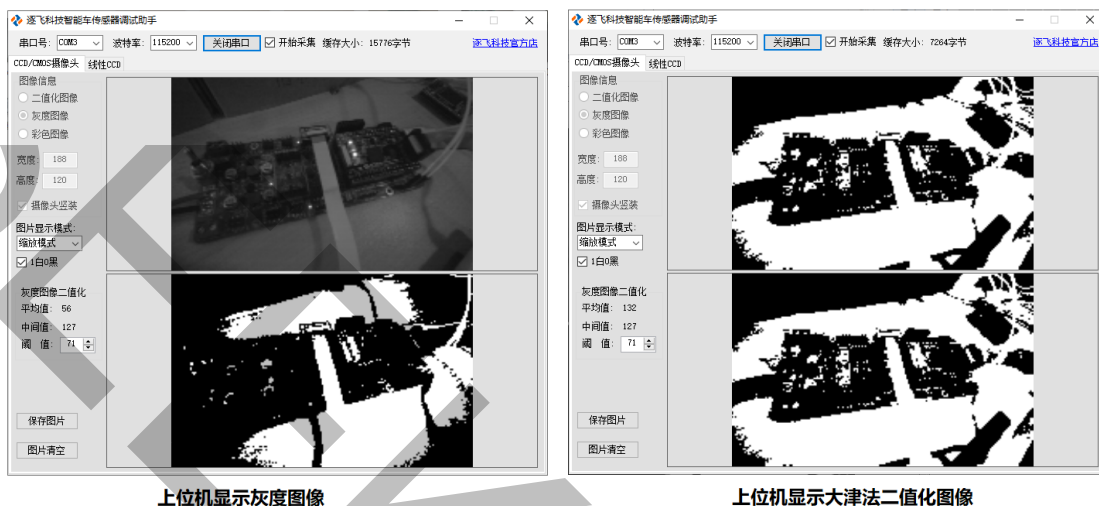 逐飞科技智能车传感器调试助手
串口号: COM3 波特率: 115200 关闭串口 开始采集 缓存大小: 15776字节 逐飞科技官方店
CCD/CMOS摄像头 线性CCD
图像信息
二值化图像
灰度图像
彩色图像
宽度: 188
高度: 120
摄像头竖装
图片显示模式:
缩放模式
1白0黑
灰度图像二值化
平均值: 56
中间值: 127
阈 值: 71
保存图片
图片清空
上位机显示灰度图像
逐飞科技智能车传感器调试助手
串口号: COM3 波特率: 115200 关闭串口 开始采集 缓存大小: 7264字节 逐飞科技官方店
CCD/CMOS摄像头 线性CCD
图像信息
二值化图像
灰度图像
彩色图像
宽度: 188
高度: 120
摄像头竖装
图片显示模式:
缩放模式
1白0黑
灰度图像二值化
平均值: 132
中间值: 127
阈 值: 71
保存图片
图片清空
上位机显示大津法二值化图像